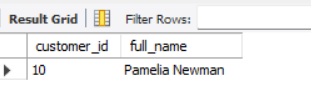 Result Grid Filter Rows:
customer_id full_name
10 Pamelia Newman